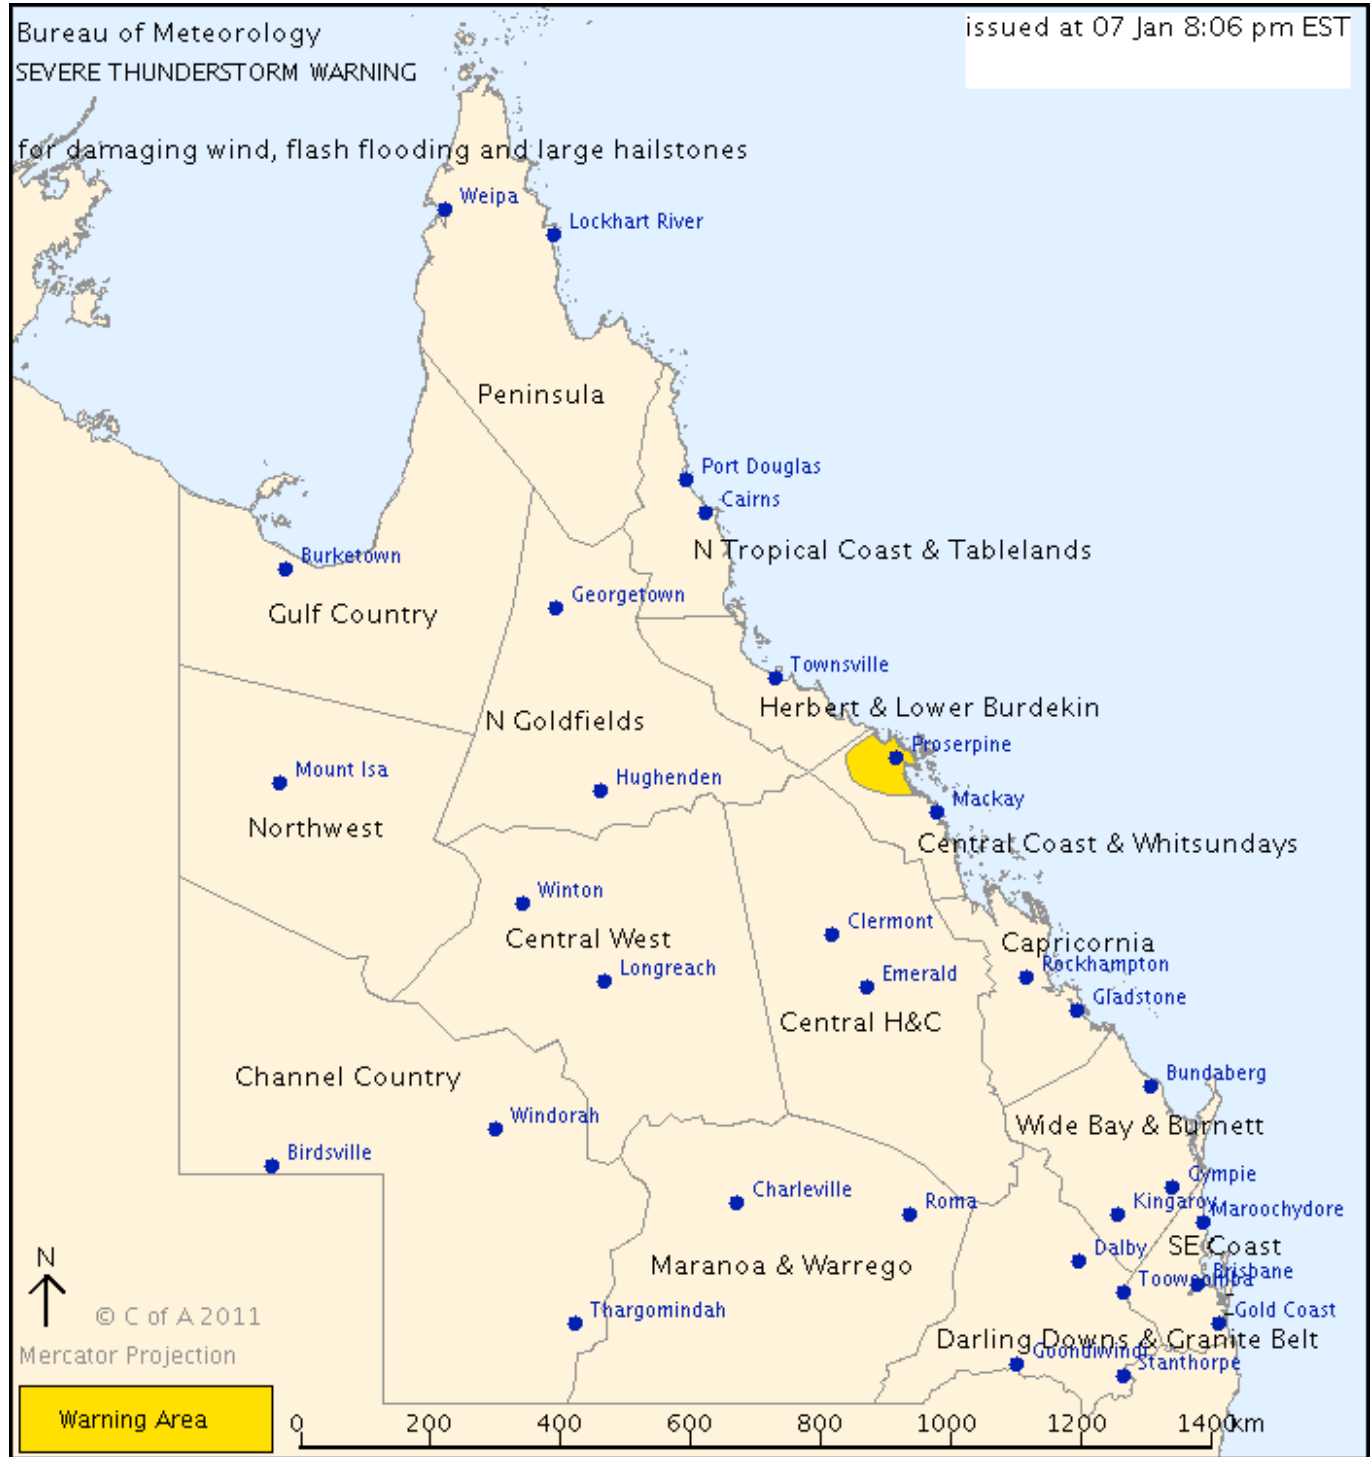 Bureau of Meteorology
issued at 07 Jan 8:06 pm EST
SEVERE THUNDERSTORM WARNING
for damaging wind, flash flooding and large hailstones
Weipa
Lockhart River
Peninsula
Port Douglas
Cairns
N Tropical Coast & Tablelands
Burketown
Georgetown
Gulf Country
Townsville
Herbert & Lower Burdekin
N Goldfields
Proserpine
Mount Isa
Hughenden
Mackay
Northwest
Central Coast & Whitsundays
Winton
Clermont
Central West
Capricornia
Rockhampton
Longreach
Emerald
Gladstone
Central H&C
Channel Country
Bundaberg
Windorah
Wide Bay & Burnett
Birdsville
Gympie
Charleville
Roma
Kingaroy
Maroochydore
SE Coast
Dalby
Maranoa & Warrego
Brisbane
Toowoomba
N
Thargomindah
Gold Coast
© C of A 2011
Darling Downs & Granite Belt
Goondiwindi
Mercator Projection
Stanthorpe
Warning Area
0 200 400 600 800 1000 1200 1400km